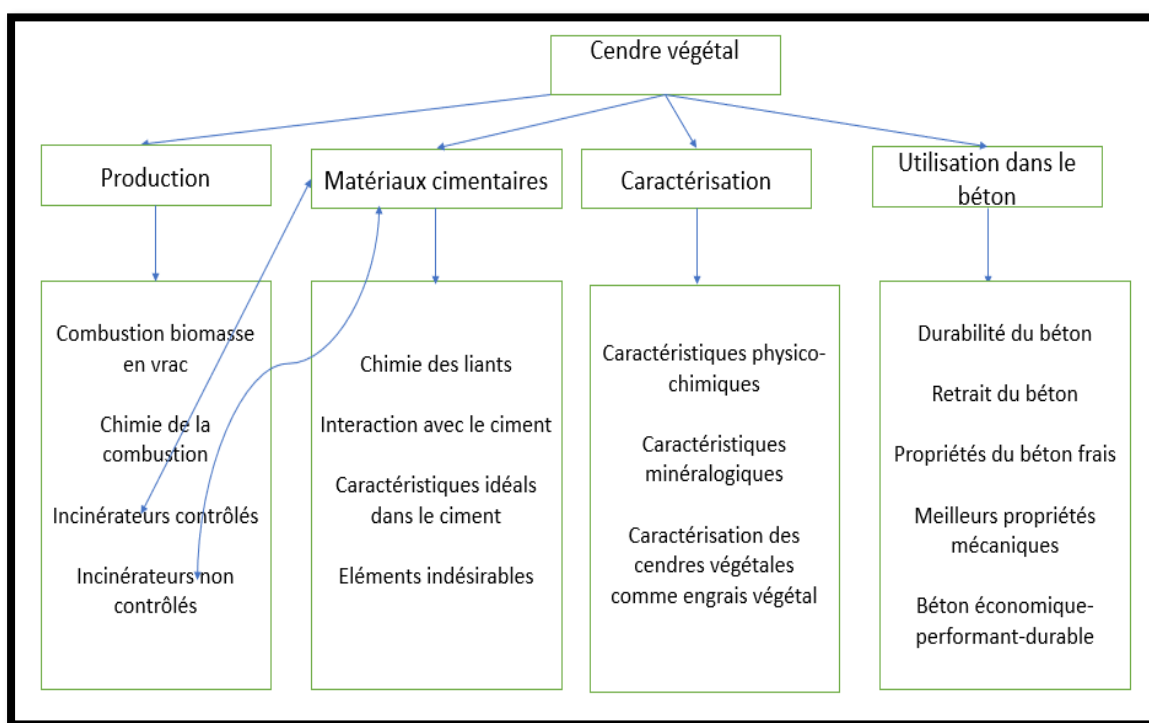 Cendre végétal
Production
Matériaux cimentaires
Caractérisation
Utilisation dans le
béton
Combustion biomasse
en vrac
Chimie de la
combustion
Incinérateurs contrôlés
Incinérateurs non
contrôlés
Chimie des liants
Interaction avec le ciment
Caractéristiques idéals
dans le ciment
Eléments indésirables
Caractéristiques physico-
chimiques
Caractéristiques
minéralogiques
Caractérisation des
cendres végétales
comme engrais végétal
Durabilité du béton
Retrait du béton
Propriétés du béton frais
Meilleurs propriétés
mécaniques
Béton économique-
performant-durable